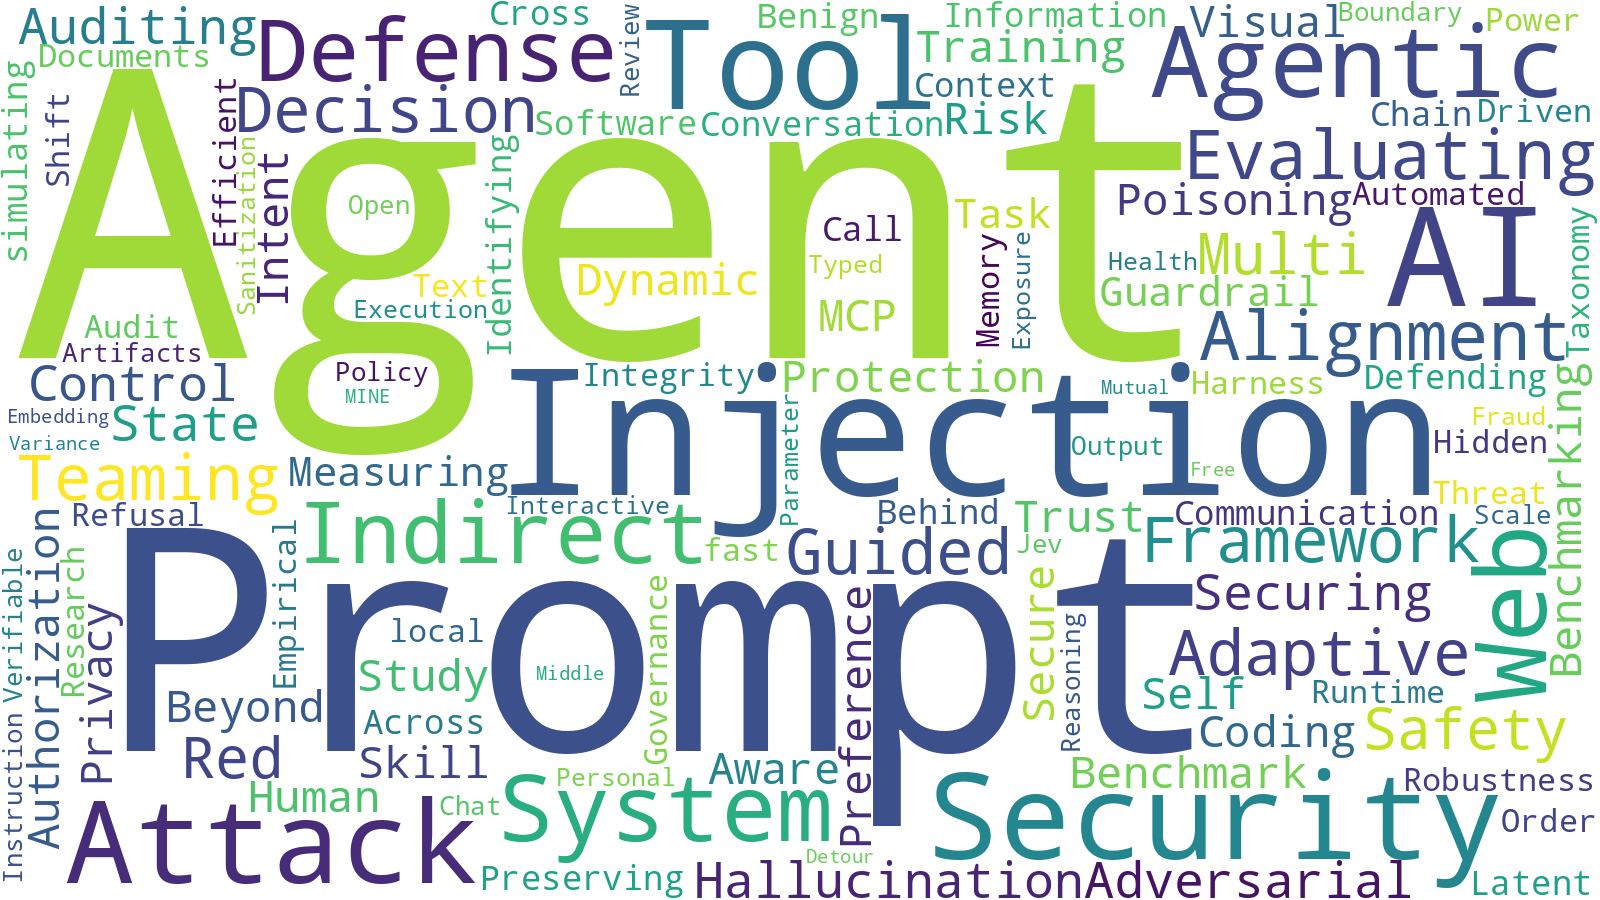 Auditing
Documents
Defense
Cross
Review
Tool
Benign
Information
Training
Context
Visual
Boundary
Power
Agentic
Chain
Driven
simulating
Shift
Efficient
Sanitization
Decision
Intent
Software
Conversation
Risk
Evaluating
Agent
Open
Identifying
Call
Typed
Task
Memory
Exposure
Poisoning
Automated
Health
Multi
AI
Taxonomy
Text
Execution
Dynamic
MCP
Guardrail
Alignment
Audit
Artifacts
Control
Policy
MINE
Integrity
Protection
Mutual
Harness
Defending
Embedding
Variance
State
Injection
Parameter
Output
Free
Fraud
Hidden
Benchmarking
Teaming
Measuring
Interactive
Threat
Refusal
Indirect
fast
Behind
Trust
Communication
Scale
Jev
Guided
Framework
Web
Verifiable
Authorization
Research
Privacy
Empirical
local
Prompt
Middle
Governance
Preference
Secure
Reasoning
Securing
Adaptive
Study
Beyond
Across
Self
Runtime
Instruction
Red
Skill
Aware
Coding
Safety
Human
Chat
Personal
System
Benchmark
Robustness
Attack
Security
Order
Detour
Preserving
Hallucination
Adversarial
Latent